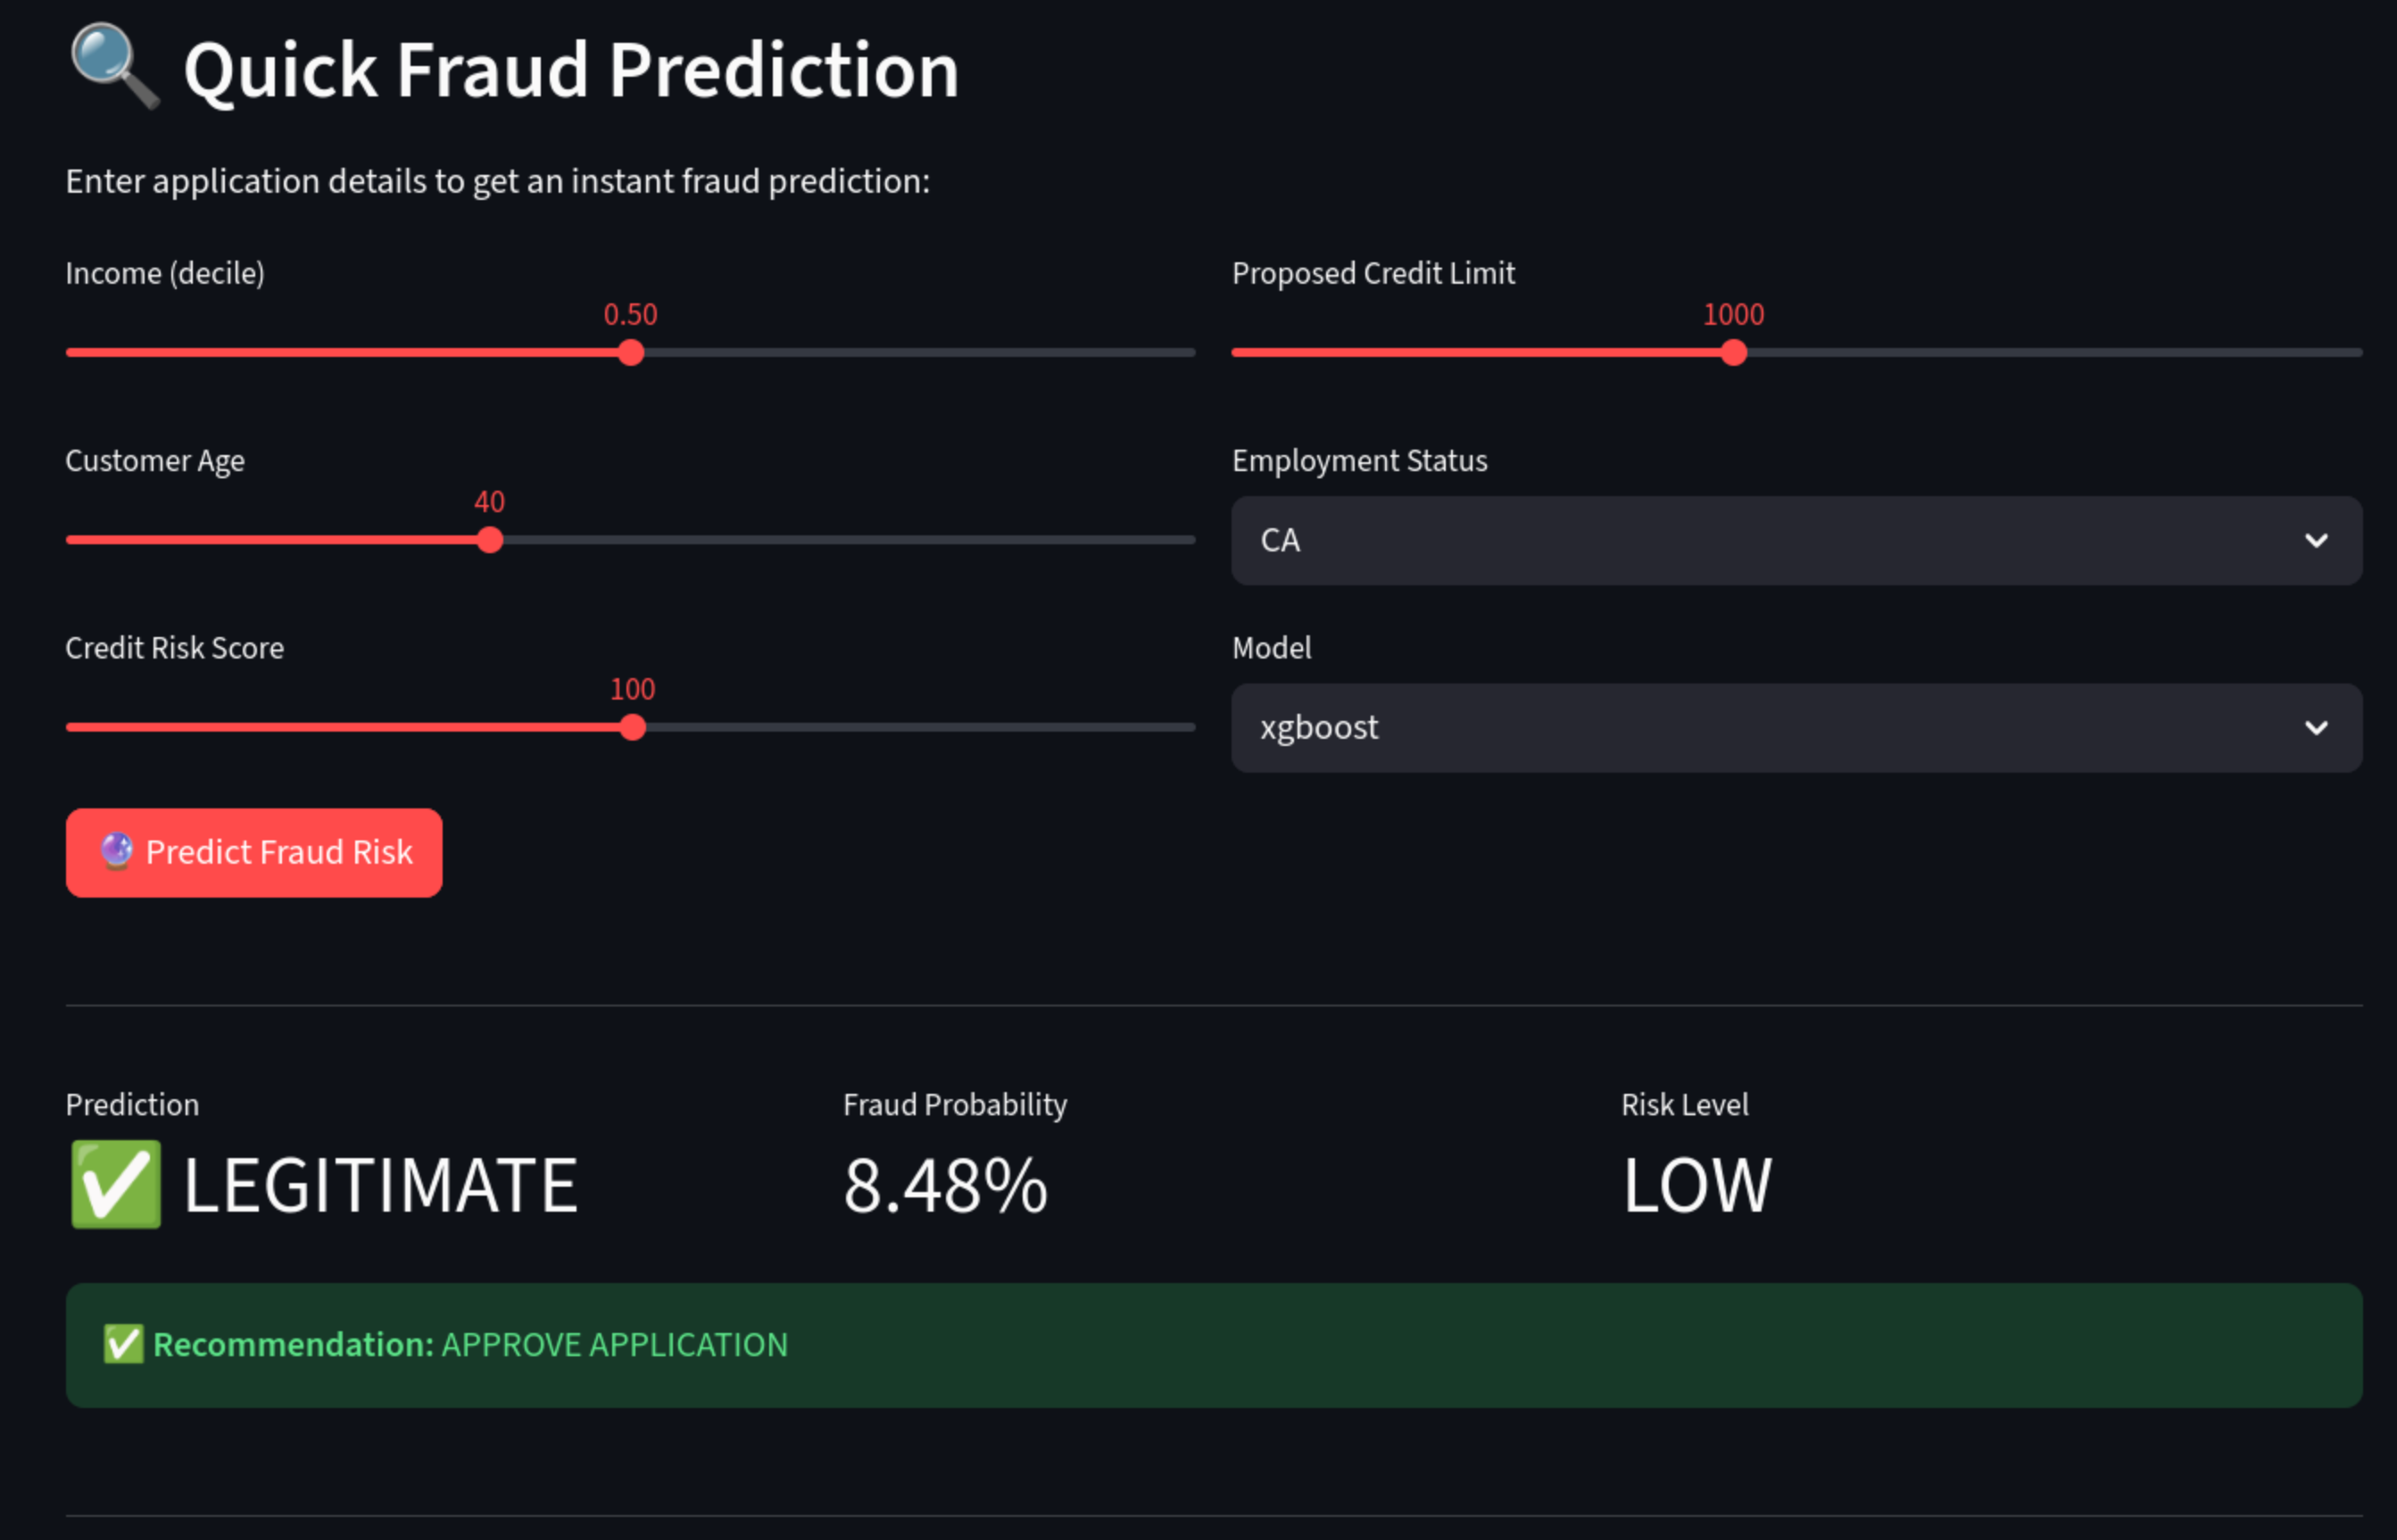 🔍 Quick Fraud Prediction
Enter application details to get an instant fraud prediction:
Income (decile)
0.50
Customer Age
40
Credit Risk Score
100
Proposed Credit Limit
1000
Employment Status
CA
Model
xgboost
🔮 Predict Fraud Risk
Prediction
✅ LEGITIMATE
Fraud Probability
8.48%
Risk Level
LOW
✅ Recommendation: APPROVE APPLICATION